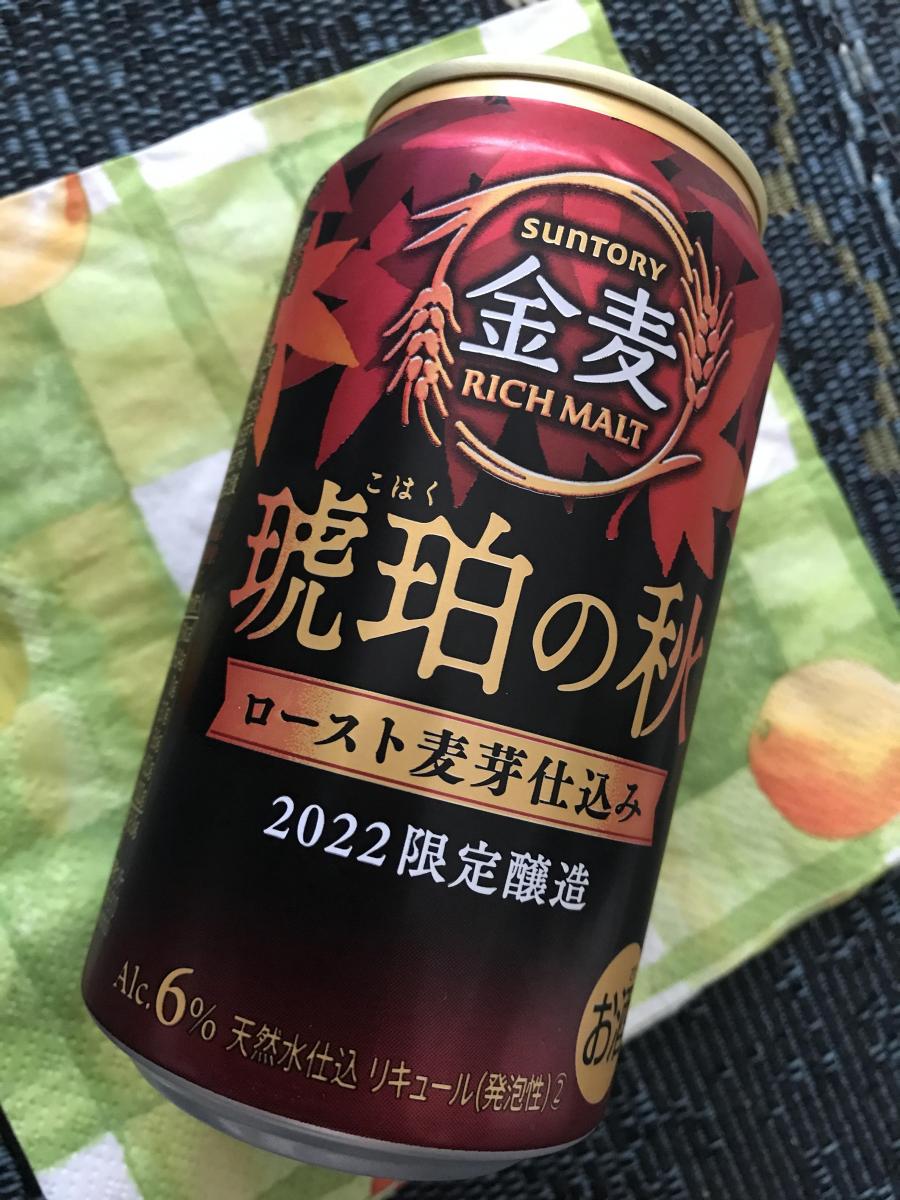 SUNTORY
金麦
RICH MALT
こはく
琥珀の秋
ロースト麦芽仕込み
2022限定醸造
Alc.6% 天然水仕込 リキュール(発泡性)②
お酒